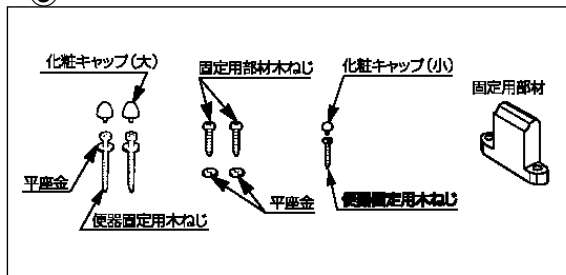 化粧キャップ(大)
固定用部材木ねじ
化粧キャップ(小)
固定用部材
平座金
平座金
便器固定用木ねじ
便器固定用木ねじ